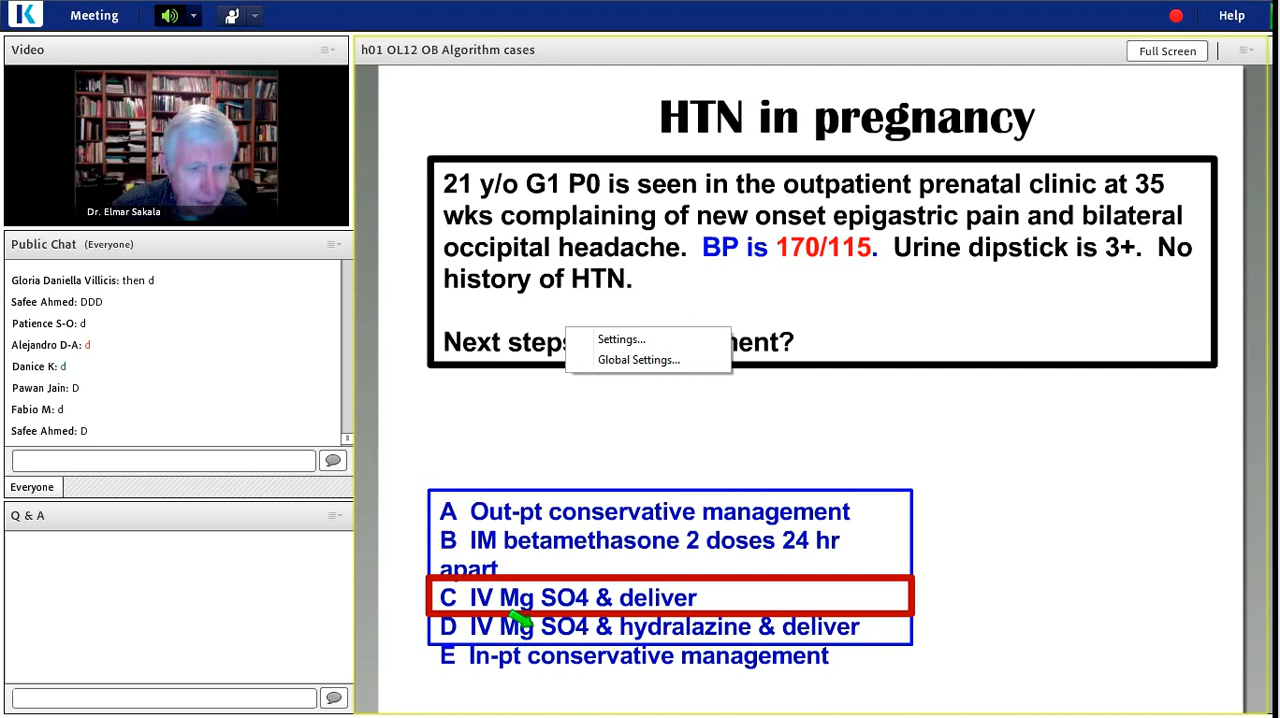 Meeting
Help
Video
Dr. Elmar Sakala
Public Chat (Everyone)
Gloria Daniella Villicis: then d
Safee Ahmed: DDD
Patience S-O: d
Alejandro D-A: d
Danice K: d
Pawan Jain: D
Fabio M: d
Safee Ahmed: D
Everyone
Q & A
h01 OL12 OB Algorithm cases
Full Screen
HTN in pregnancy
21 y/o G1 P0 is seen in the outpatient prenatal clinic at 35
wks complaining of new onset epigastric pain and bilateral
occipital headache. BP is 170/115. Urine dipstick is 3+. No
history of HTN.
Next steps
Settings...
Global Settings...
A Out-pt conservative management
B IM betamethasone 2 doses 24 hr
apart
C IV Mg SO4 & deliver
D IV Mg SO4 & hydralazine & deliver
E In-pt conservative management